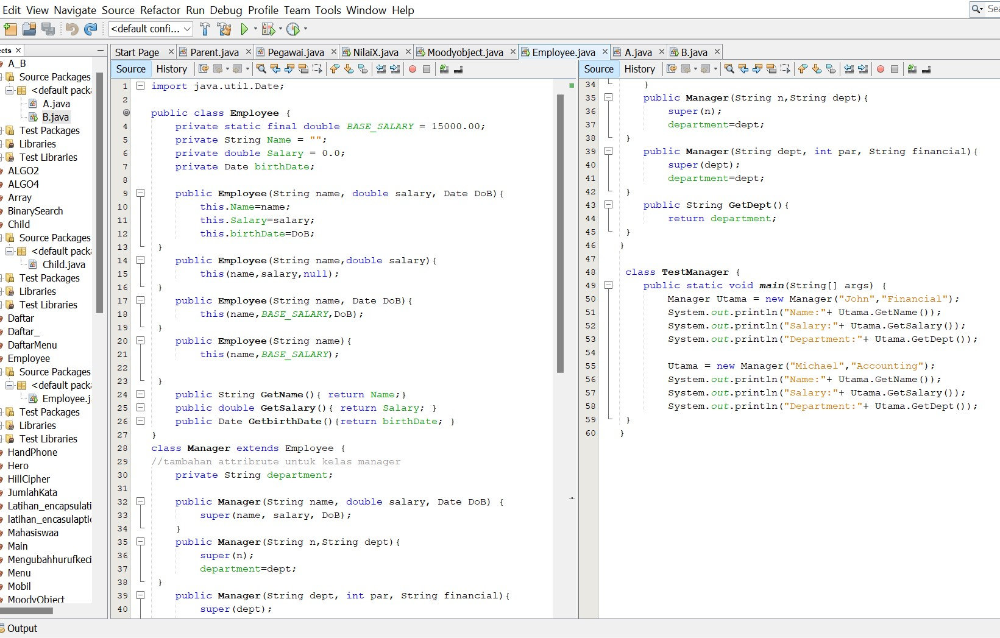 Edit View Navigate Source Refactor Run Debug Profile Team Tools Window Help
<default confi...
Start Page Parent.java Pegawai.java NilaiX.java Moodyobject.java Employee.java A.java B.java
A_B
Source Packages
<default
A.java
B.java
Test Packages
Libraries
Test Libraries
ALGO2
ALGO4
Array
BinarySearch
Child
Source Packages
<default
Child.java
Test Packages
Libraries
Test Libraries
Daftar
Daftar_
DaftarMenu
Employee
Source Packages
<default
Employee.j
Test Packages
Libraries
Test Libraries
HandPhone
Hero
HillCipher
JumlahKata
Latihan_encapsulati
latihan_encasulaptio
Mahasiswaa
Main
Mengubahhurufkeci
Menu
Mobil
MoodyObject
Source History
1 import java.util.Date;
2
public class Employee {
4 private static final double BASE_SALARY = 15000.00;
5 private String Name = "";
6 private double Salary = 0.0;
7 private Date birthDate;
8
9 public Employee(String name, double salary, Date DoB){
10 this.Name=name;
11 this.Salary=salary;
12 this.birthDate=DoB;
13 }
14 public Employee(String name,double salary){
15 this(name,salary,null);
16 }
17 public Employee(String name, Date DoB){
18 this(name,BASE_SALARY,DoB);
19 }
20 public Employee(String name){
21 this(name,BASE_SALARY);
22
23 }
24 public String GetName(){ return Name;}
25 public double GetSalary(){ return Salary; }
26 public Date GetbirthDate(){return birthDate; }
27 }
28 class Manager extends Employee {
29 //tambahan attribrute untuk kelas manager
30 private String department;
31
32 public Manager(String name, double salary, Date DoB) {
33 super(name, salary, DoB);
34 }
35 public Manager(String n,String dept){
36 super(n);
37 department=dept;
38 }
39 public Manager(String dept, int par, String financial){
40 super(dept);
Source History
34 }
35 public Manager(String n,String dept){
36 super(n);
37 department=dept;
38 }
39 public Manager(String dept, int par, String financial){
40 super(dept);
41 department=dept;
42 }
43 public String GetDept(){
44 return department;
45 }
46 }
47
48 class TestManager {
49 public static void main(String[] args) {
50 Manager Utama = new Manager("John","Financial");
51 System.out.println("Name:"+ Utama.GetName());
52 System.out.println("Salary:"+ Utama.GetSalary());
53 System.out.println("Department:"+ Utama.GetDept());
54
55 Utama = new Manager("Michael","Accounting");
56 System.out.println("Name:"+ Utama.GetName());
57 System.out.println("Salary:"+ Utama.GetSalary());
58 System.out.println("Department:"+ Utama.GetDept());
59 }
60 }
Output